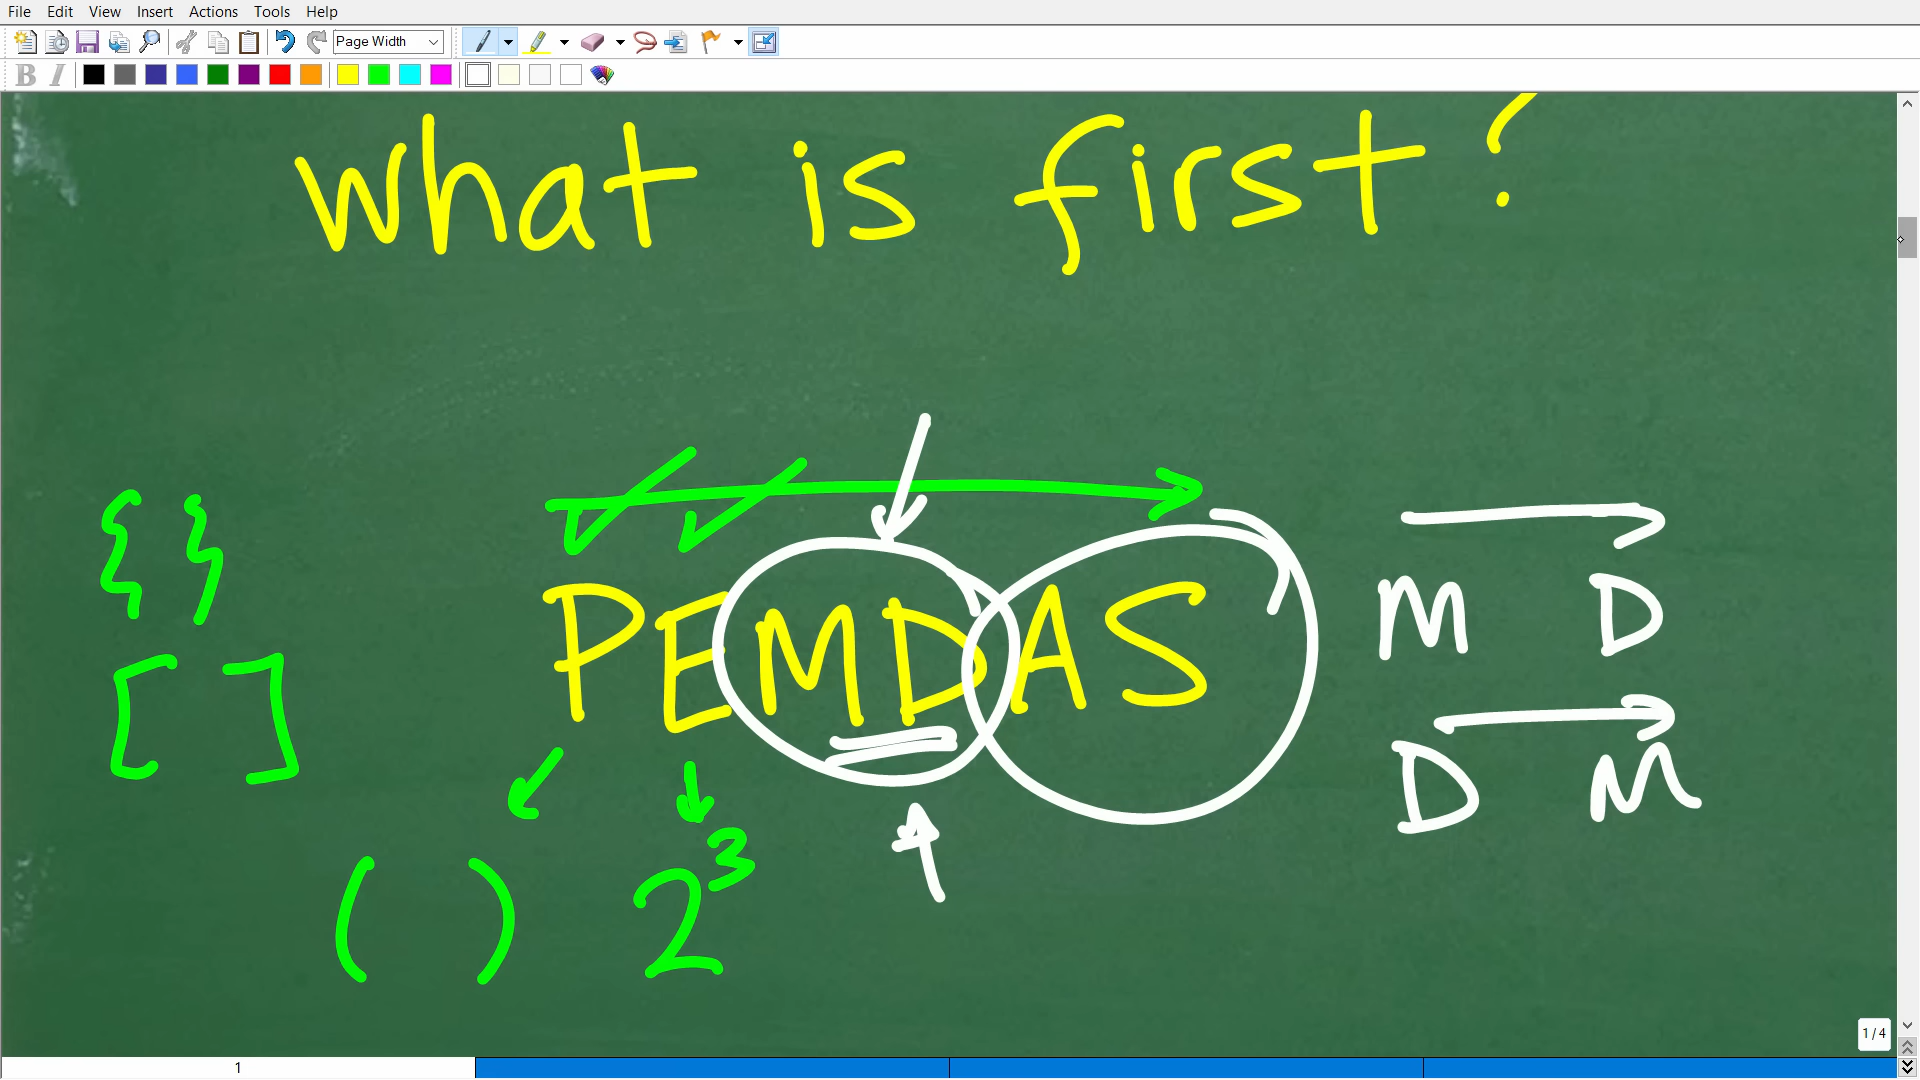 File Edit View Insert Actions Tools Help
Page Width
B I
What is first?
{ }
PEMDAS
M D
[ ]
D M
( ) 2³
1 / 4
1